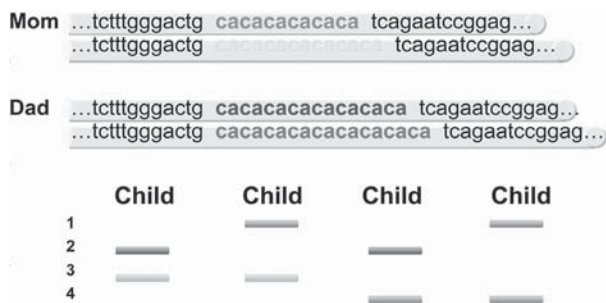 Mom …tctttgggactg cacacacacaca tcagaatccggag…
…tctttgggactg cacacacacacaca tcagaatccggag…
Dad …tctttgggactg cacacacacacacaca tcagaatccggag…
…tctttgggactg cacacacacacacacaca tcagaatccggag…
Child Child Child Child
1
2
3
4